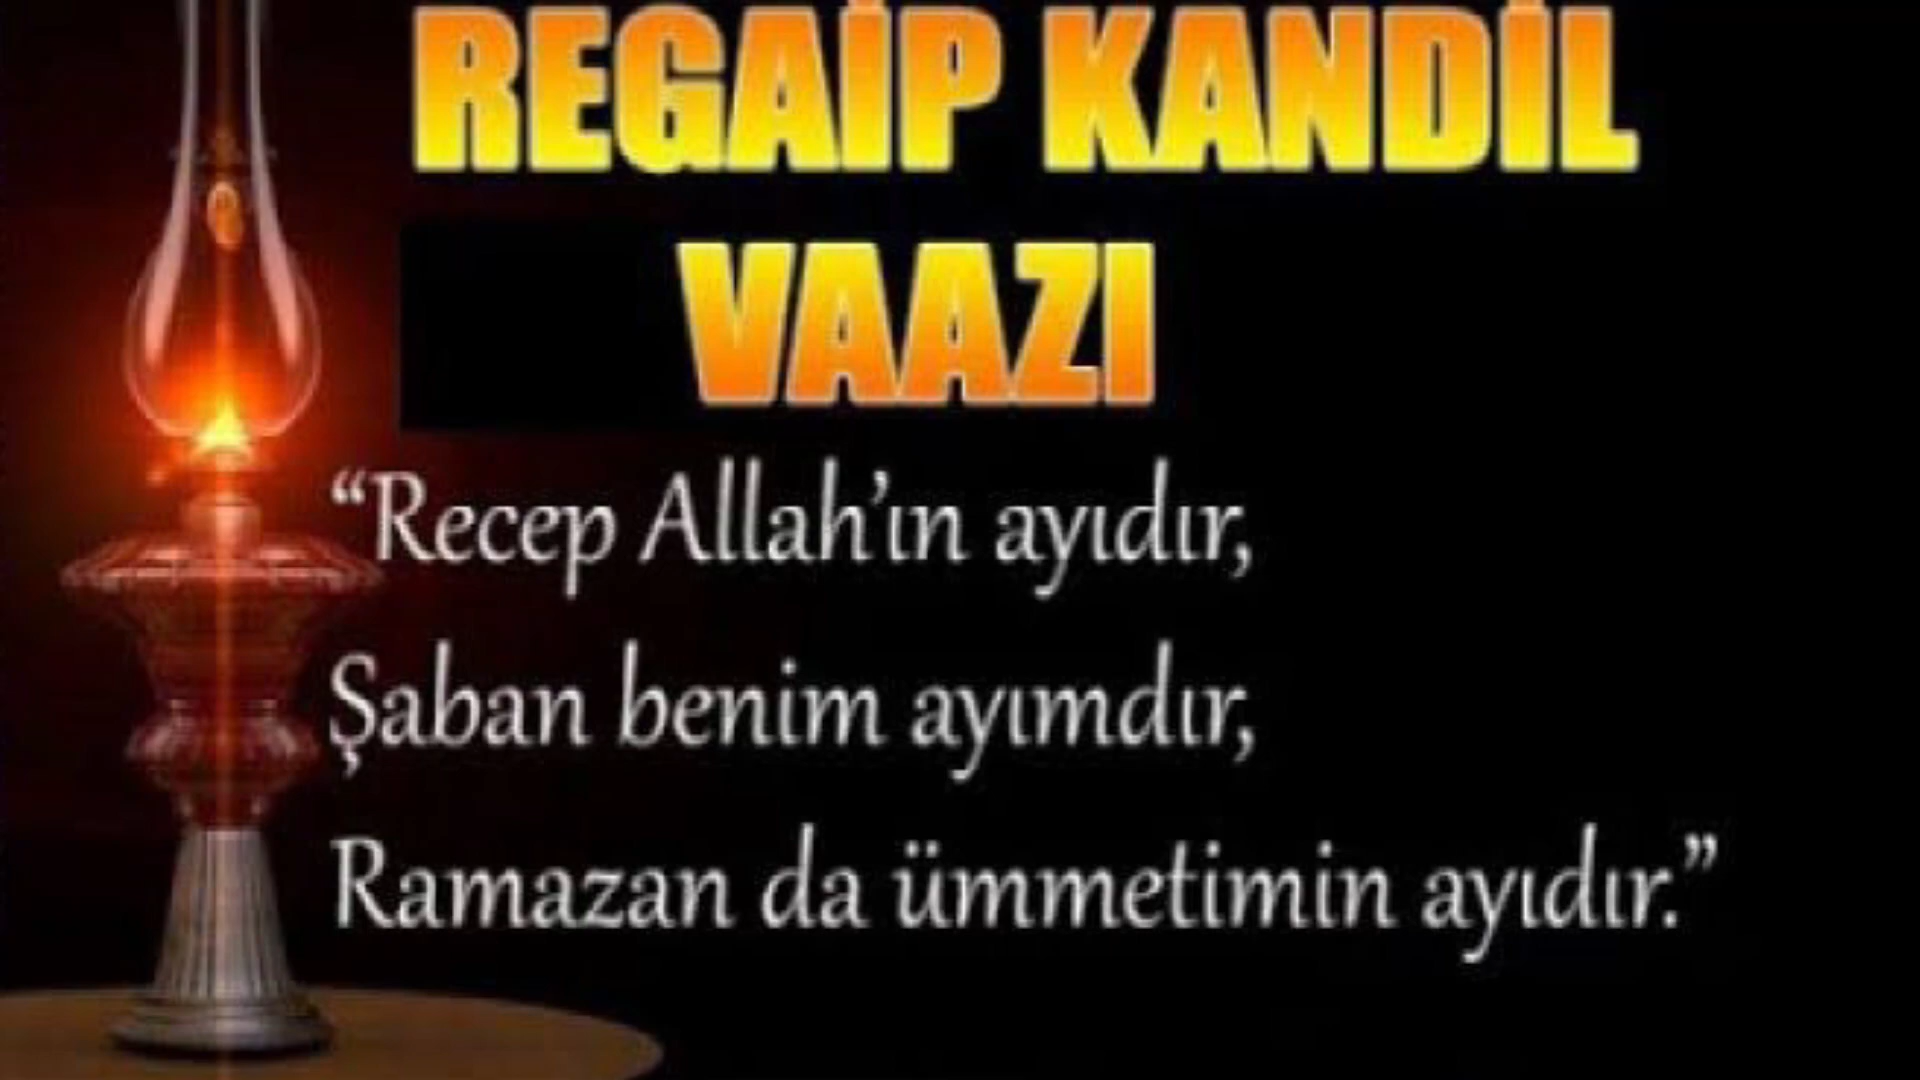 REGAİP KANDİL
VAAZI
“Recep Allah’ın ayıdır,
Şaban benim ayımdır,
Ramazan da ümmetimin ayıdır.”